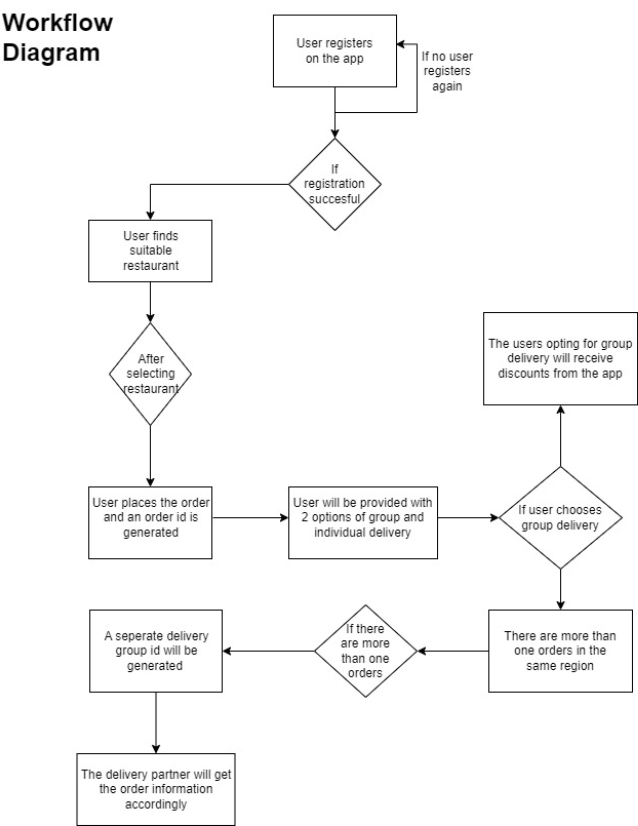 Workflow
Diagram
User registers
on the app
If no user
registers
again
If
registration
succesful
User finds
suitable
restaurant
After
selecting
restaurant
The users opting for group
delivery will receive
discounts from the app
User places the order
and an order id is
generated
User will be provided with
2 options of group and
individual delivery
If user chooses
group delivery
There are more than
one orders in the
same region
If there
are more
than one
orders
A seperate delivery
group id will be
generated
The delivery partner will get
the order information
accordingly